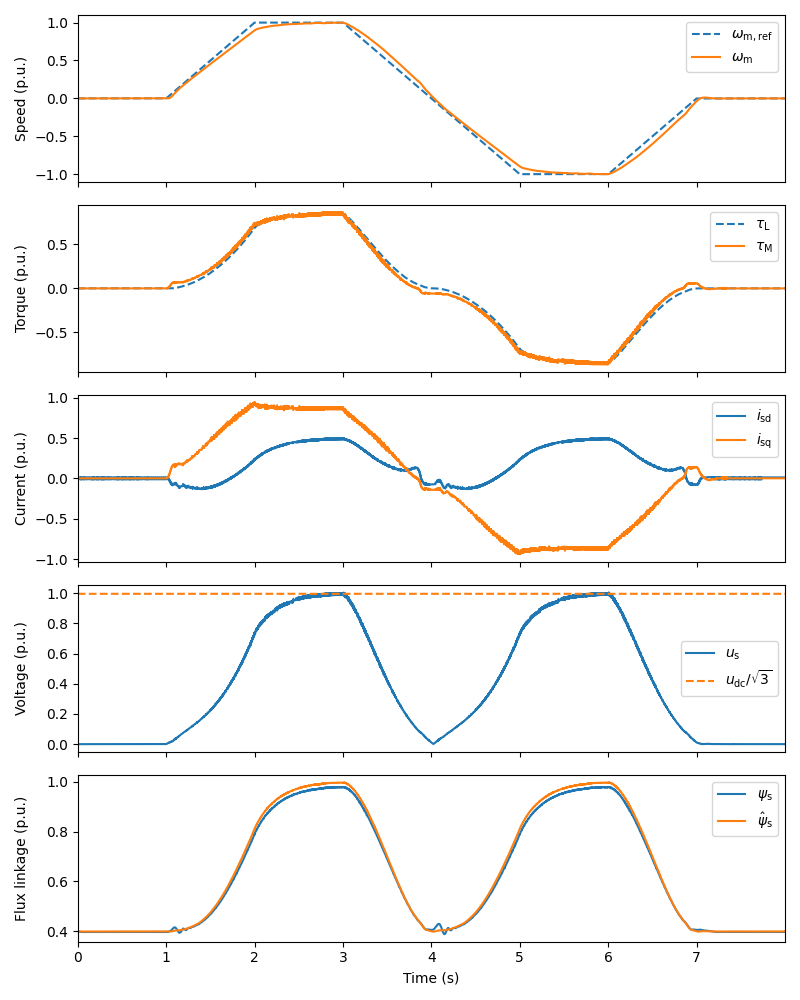 1.0
0.5
0.0
−0.5
−1.0
Speed (p.u.)
ω_m,ref
ω_m
0.5
0.0
−0.5
Torque (p.u.)
τ_L
τ_M
1.0
0.5
0.0
−0.5
−1.0
Current (p.u.)
i_sd
i_sq
1.0
0.8
0.6
0.4
0.2
0.0
Voltage (p.u.)
u_s
u_dc/√3
1.0
0.8
0.6
0.4
Flux linkage (p.u.)
ψ_s
ψ̂_s
0 1 2 3 4 5 6 7
Time (s)